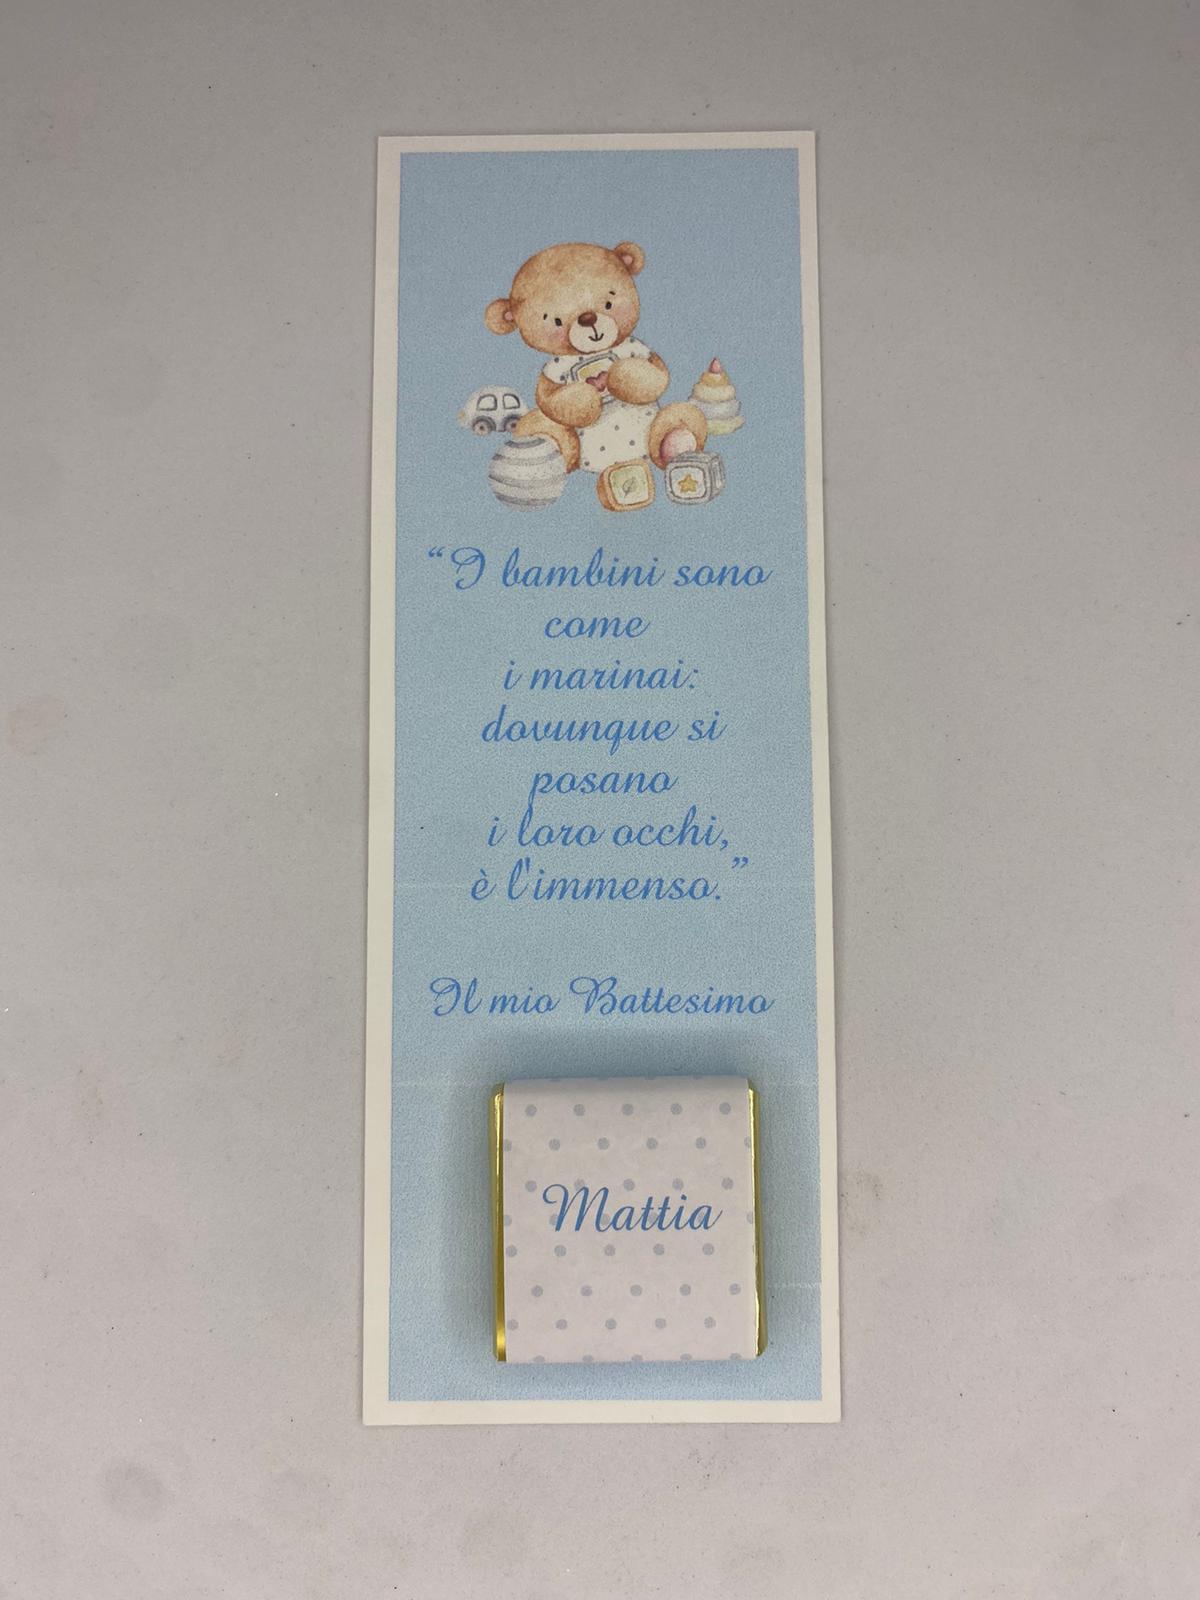 “I bambini sono
come
i marinai:
dovunque si
posano
i loro occhi,
è l'immenso.”
Il mio Battesimo
Mattia